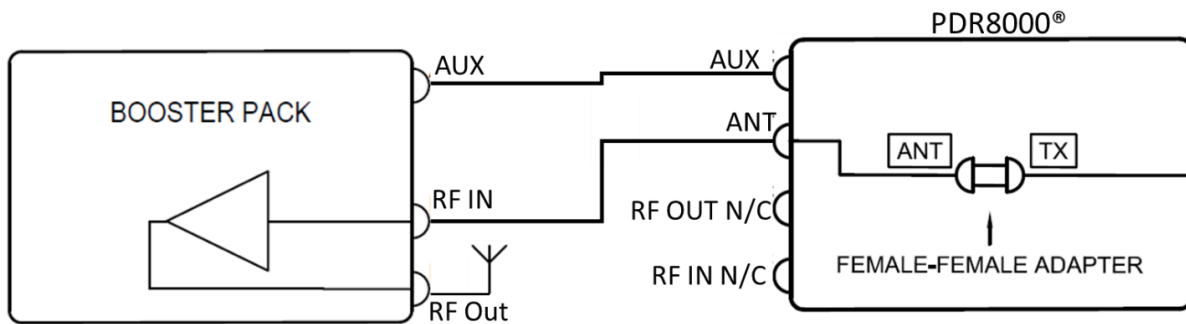 PDR8000®
AUX
AUX
BOOSTER PACK
ANT
ANT
TX
RF IN
RF OUT N/C
RF IN N/C
FEMALE-FEMALE ADAPTER
RF Out